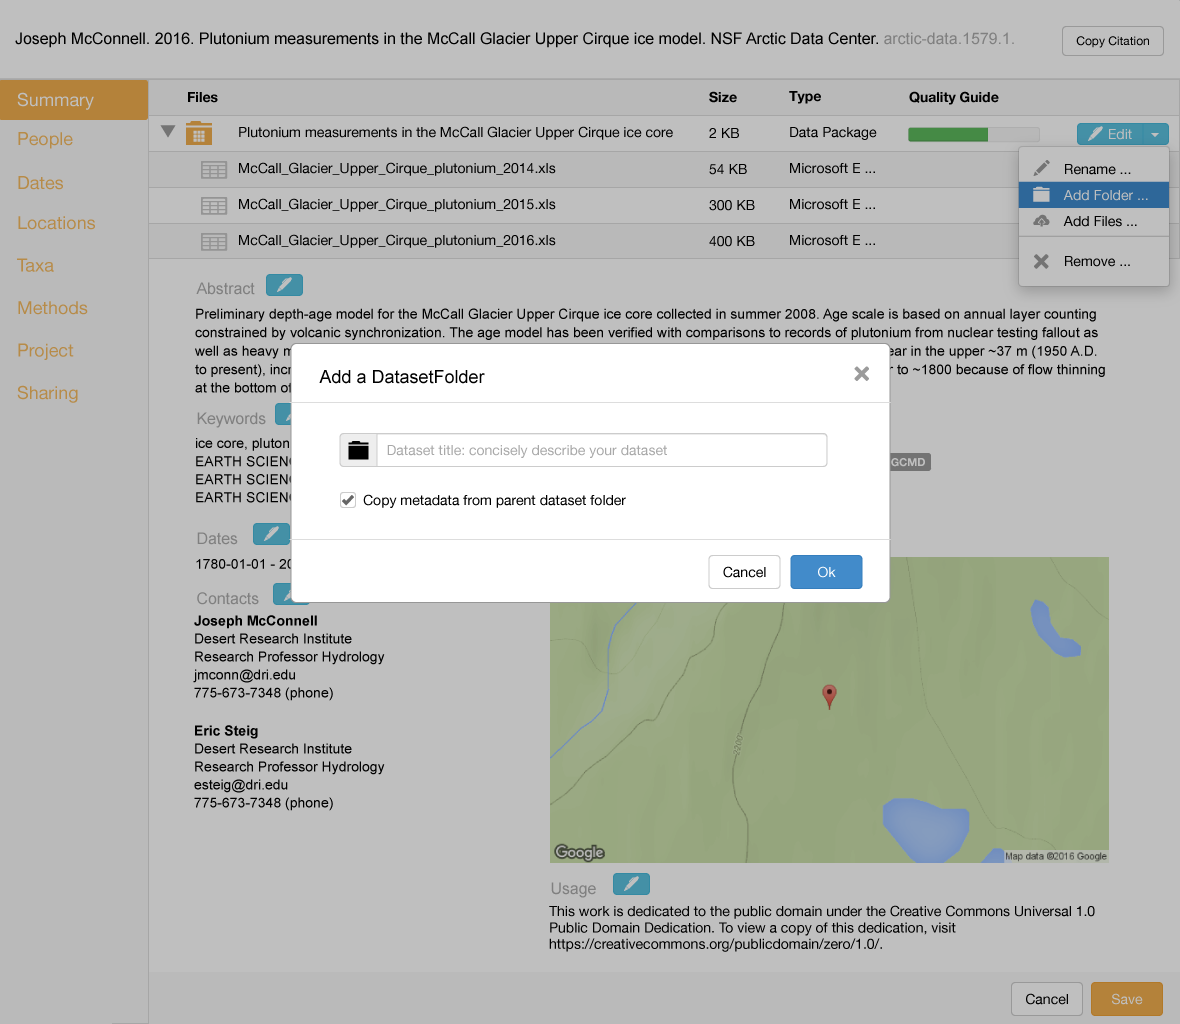 Joseph McConnell. 2016. Plutonium measurements in the McCall Glacier Upper Cirque ice model. NSF Arctic Data Center. arctic-data.1579.1.
Copy Citation
Summary
People
Dates
Locations
Taxa
Methods
Project
Sharing
Files Size Type Quality Guide
Plutonium measurements in the McCall Glacier Upper Cirque ice core 2 KB Data Package Edit
McCall_Glacier_Upper_Cirque_plutonium_2014.xls 54 KB Microsoft E ...
McCall_Glacier_Upper_Cirque_plutonium_2015.xls 300 KB Microsoft E ...
McCall_Glacier_Upper_Cirque_plutonium_2016.xls 400 KB Microsoft E ...
Rename ...
Add Folder ...
Add Files ...
Remove ...
Abstract
Preliminary depth-age model for the McCall Glacier Upper Cirque ice core collected in summer 2008. Age scale is based on annual layer counting
constrained by volcanic synchronization. The age model has been verified with comparisons to records of plutonium from nuclear testing fallout as
well as heavy ear in the upper ~37 m (1950 A.D.
to present), to ~1800 because of flow thinning
at the bottom
Add a DatasetFolder
Dataset title: concisely describe your dataset
Copy metadata from parent dataset folder
Cancel
Ok
Keywords
ice core, pluton
EARTH SCIEN
EARTH SCIEN
EARTH SCIEN
GCMD
Dates
1780-01-01 - 20
Contacts
Joseph McConnell
Desert Research Institute
Research Professor Hydrology
jmconn@dri.edu
775-673-7348 (phone)
Eric Steig
Desert Research Institute
Research Professor Hydrology
esteig@dri.edu
775-673-7348 (phone)
1200
Google
Map data ©2016 Google
Usage
This work is dedicated to the public domain under the Creative Commons Universal 1.0
Public Domain Dedication. To view a copy of this dedication, visit
https://creativecommons.org/publicdomain/zero/1.0/.
Cancel
Save